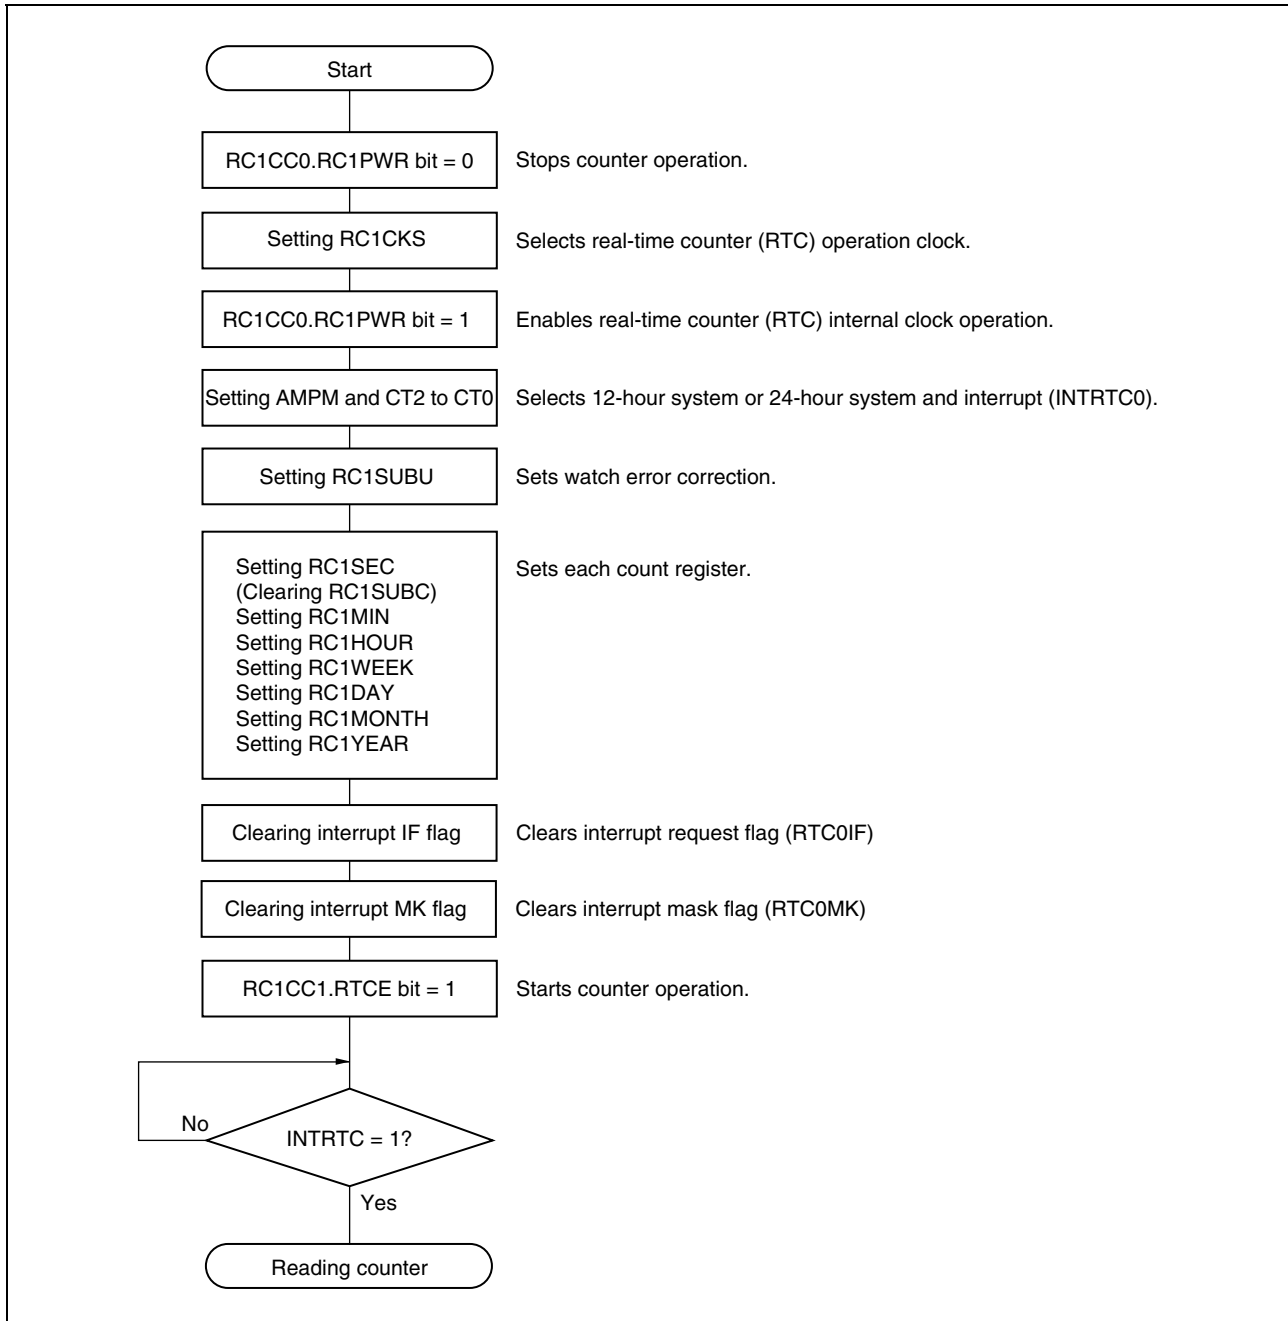 Start
RC1CC0.RC1PWR bit = 0
Stops counter operation.
Setting RC1CKS
Selects real-time counter (RTC) operation clock.
RC1CC0.RC1PWR bit = 1
Enables real-time counter (RTC) internal clock operation.
Setting AMPM and CT2 to CT0
Selects 12-hour system or 24-hour system and interrupt (INTRTC0).
Setting RC1SUBU
Sets watch error correction.
Setting RC1SEC
(Clearing RC1SUBC)
Setting RC1MIN
Setting RC1HOUR
Setting RC1WEEK
Setting RC1DAY
Setting RC1MONTH
Setting RC1YEAR
Sets each count register.
Clearing interrupt IF flag
Clears interrupt request flag (RTC0IF)
Clearing interrupt MK flag
Clears interrupt mask flag (RTC0MK)
RC1CC1.RTCE bit = 1
Starts counter operation.
No
INTRTC = 1?
Yes
Reading counter